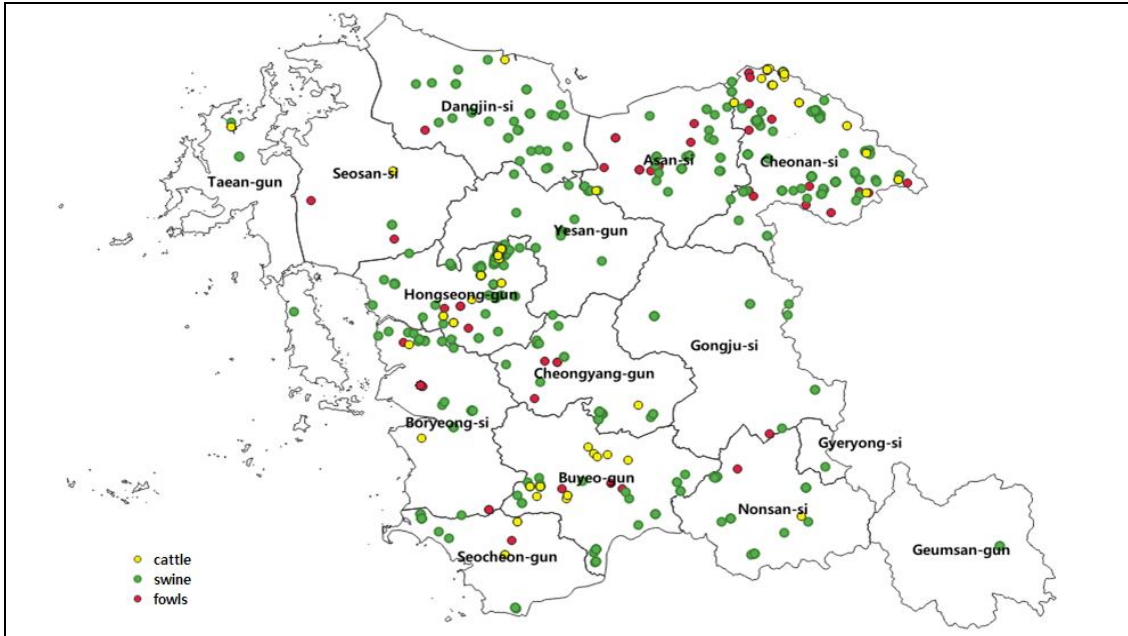 Dangjin-si
Asan-si
Cheonan-si
Seosan-si
Taean-gun
Yesan-gun
Hongseong-gun
Gongju-si
Cheongyang-gun
Boryeong-si
Gyeryong-si
Buyeo-gun
Nonsan-si
Geumsan-gun
Seocheon-gun
cattle
swine
fowls